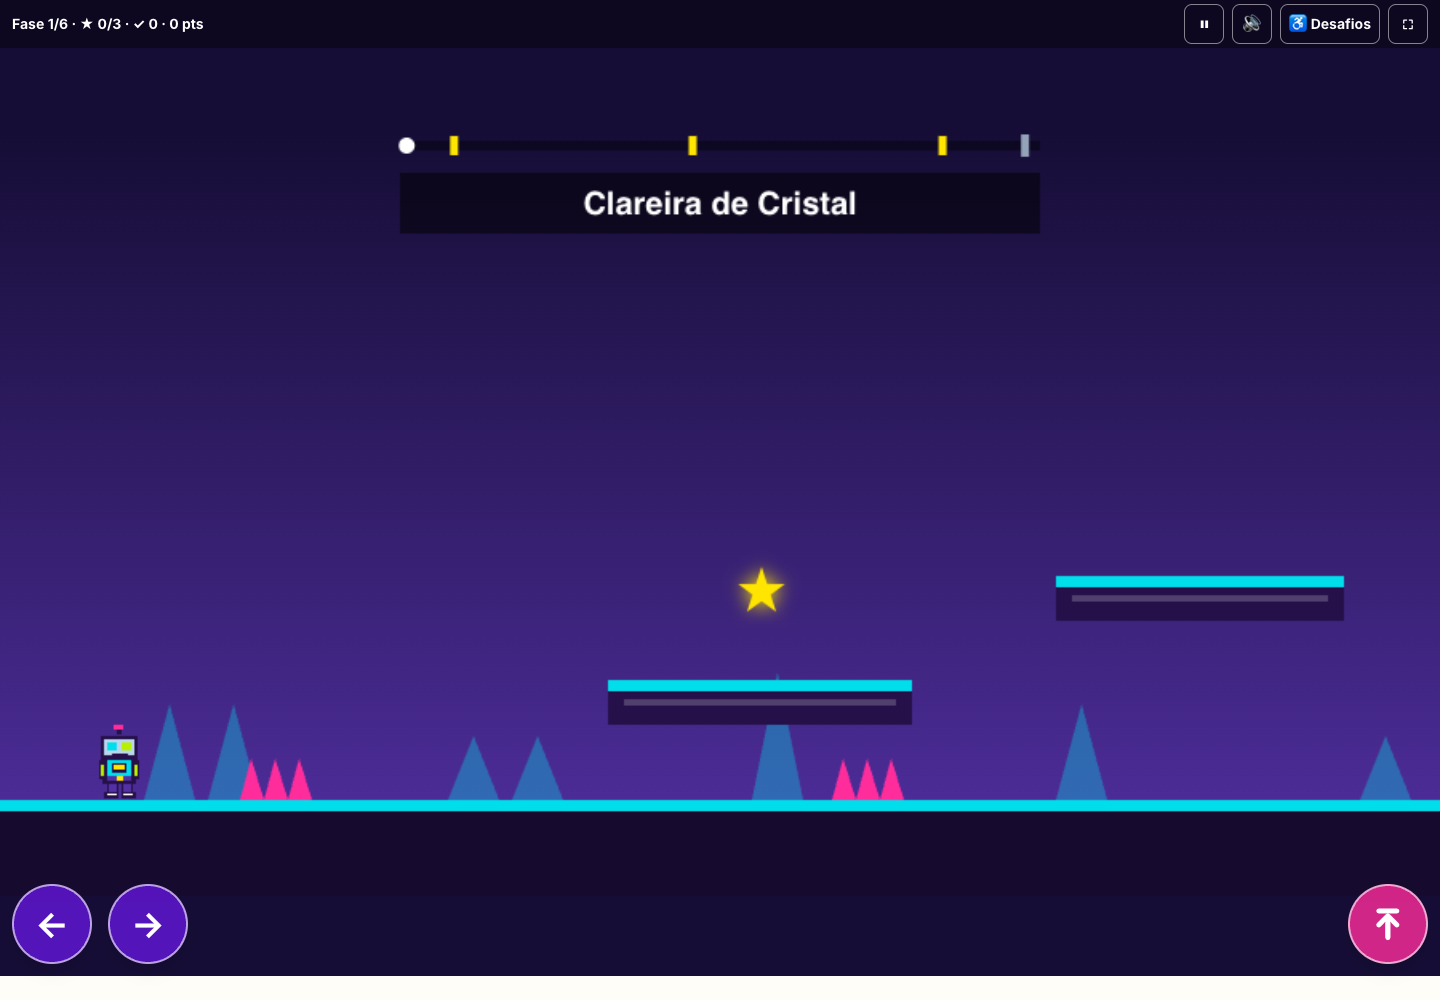 Fase 1/6 · ★ 0/3 · ✓ 0 · 0 pts
♿ Desafios
Clareira de Cristal